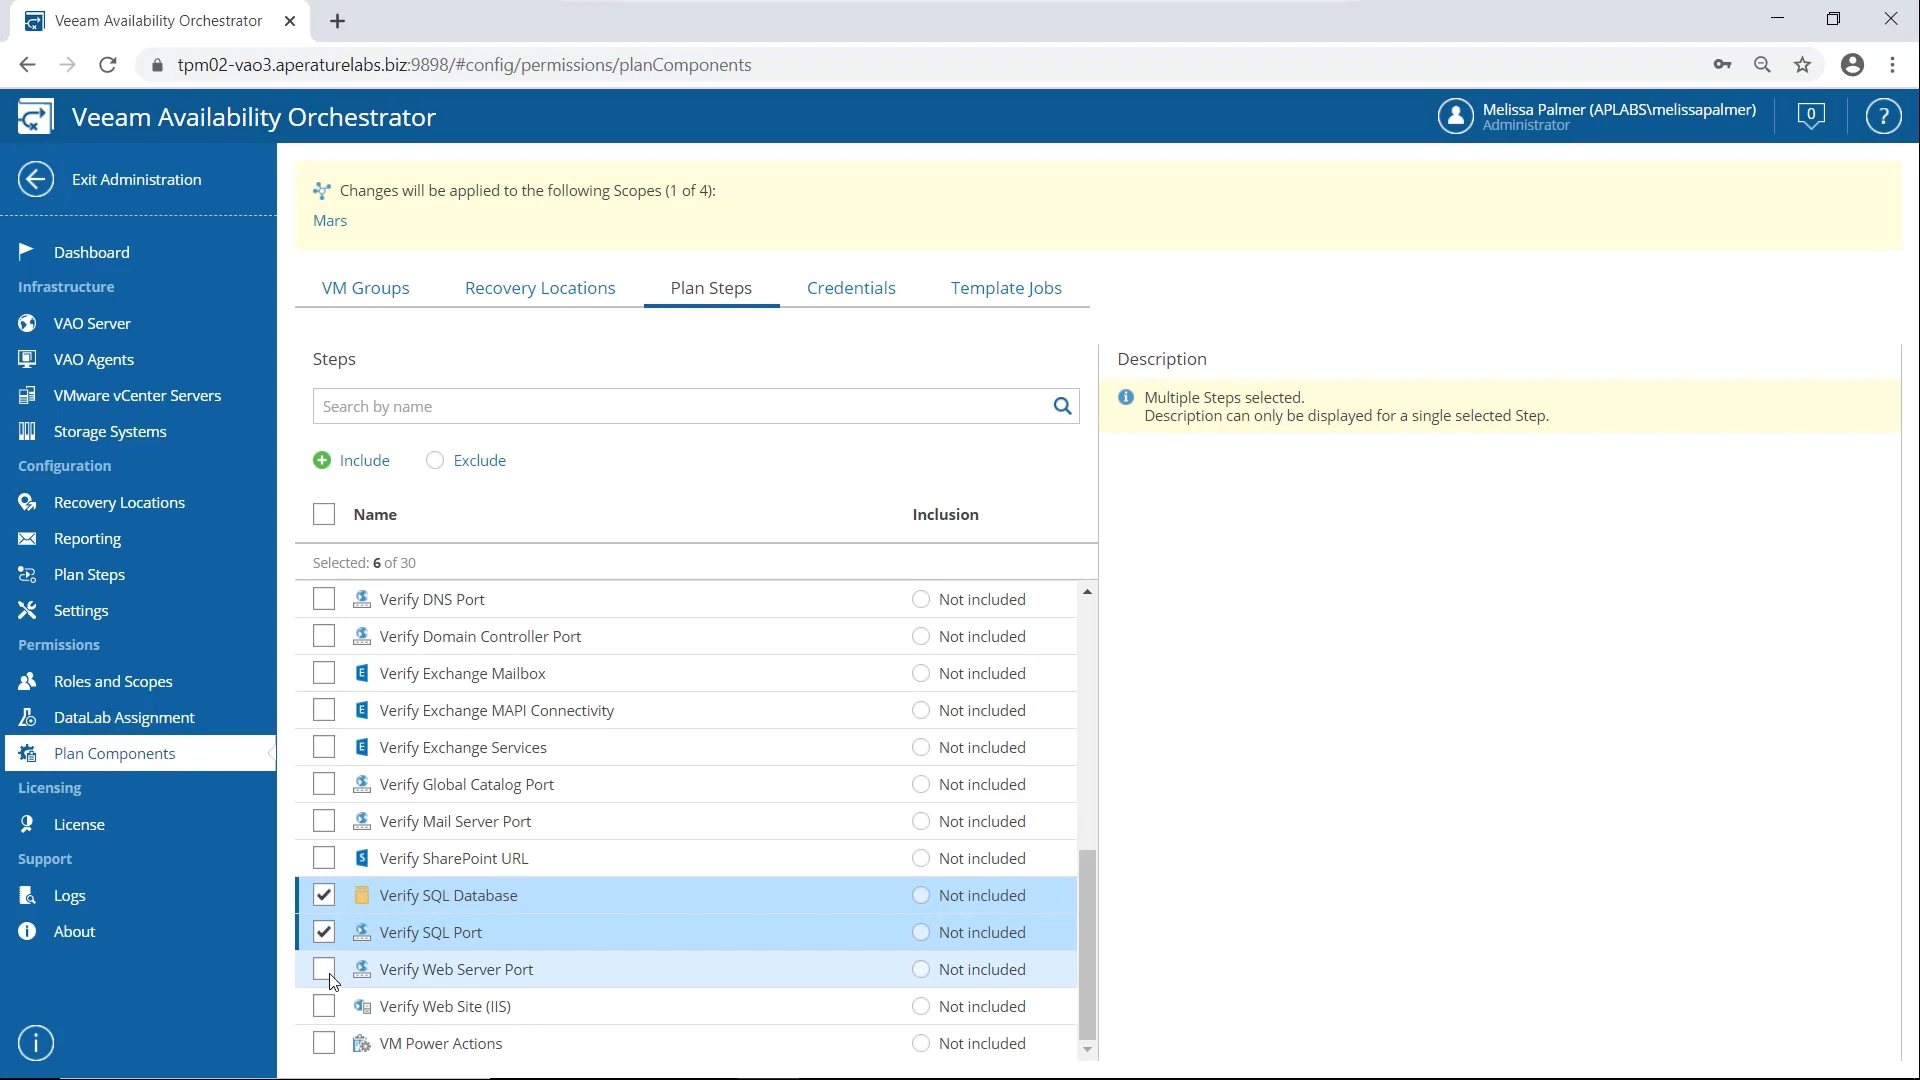 Veeam Availability Orchestrator
tpm02-vao3.aperaturelabs.biz:9898/#config/permissions/planComponents
Veeam Availability Orchestrator
Melissa Palmer (APLABS\melissapalmer)
Administrator
0
?
Exit Administration
Dashboard
Infrastructure
VAO Server
VAO Agents
VMware vCenter Servers
Storage Systems
Configuration
Recovery Locations
Reporting
Plan Steps
Settings
Permissions
Roles and Scopes
DataLab Assignment
Plan Components
Licensing
License
Support
Logs
About
Changes will be applied to the following Scopes (1 of 4):
Mars
VM Groups
Recovery Locations
Plan Steps
Credentials
Template Jobs
Steps
Search by name
Include
Exclude
Name Inclusion
Selected: 6 of 30
Verify DNS Port Not included
Verify Domain Controller Port Not included
Verify Exchange Mailbox Not included
Verify Exchange MAPI Connectivity Not included
Verify Exchange Services Not included
Verify Global Catalog Port Not included
Verify Mail Server Port Not included
Verify SharePoint URL Not included
Verify SQL Database Not included
Verify SQL Port Not included
Verify Web Server Port Not included
Verify Web Site (IIS) Not included
VM Power Actions Not included
Description
Multiple Steps selected.
Description can only be displayed for a single selected Step.